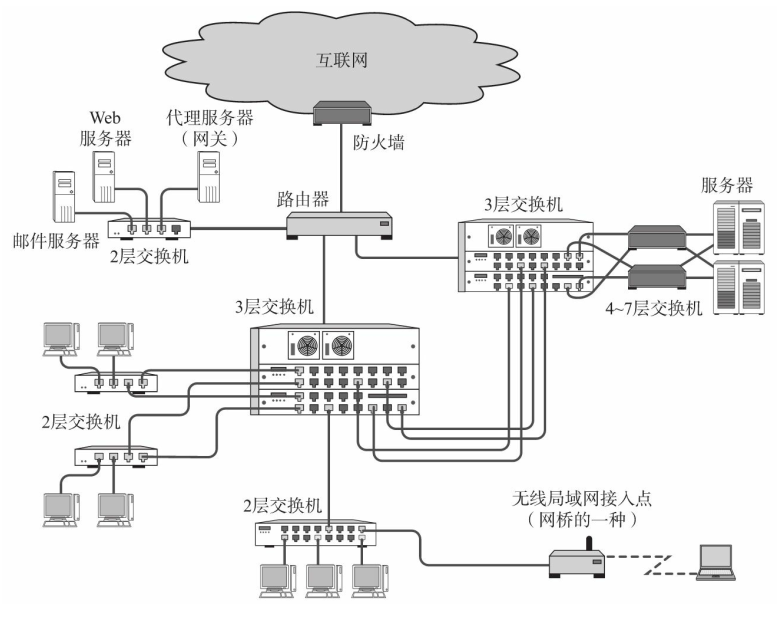 互联网
防火墙
Web
服务器
代理服务器
（网关）
邮件服务器
2层交换机
路由器
3层交换机
服务器
4~7层交换机
3层交换机
2层交换机
2层交换机
无线局域网接入点
（网桥的一种）